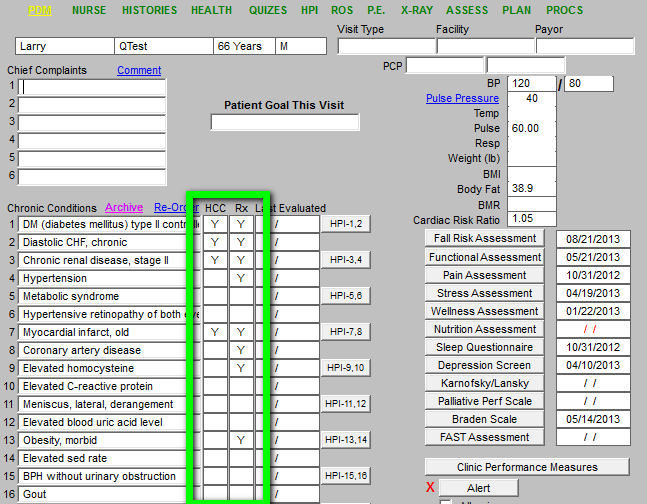 PDM NURSE HISTORIES HEALTH QUIZES HPI ROS P.E. X-RAY ASSESS PLAN PROCS
Visit Type Facility Payor
Larry QTest 66 Years M
PCP
Chief Complaints Comment
1
2
3
4
5
6
Patient Goal This Visit
BP 120 / 80
Pulse Pressure 40
Temp
Pulse 60.00
Resp
Weight (lb)
BMI
Body Fat 38.9
BMR
Cardiac Risk Ratio 1.05
Chronic Conditions Archive Re-Order HCC Rx Last Evaluated
1 DM (diabetes mellitus) type II controlle Y Y / HPI-1,2
2 Diastolic CHF, chronic Y Y /
3 Chronic renal disease, stage II Y Y / HPI-3,4
4 Hypertension Y /
5 Metabolic syndrome / HPI-5,6
6 Hypertensive retinopathy of both eye /
7 Myocardial infarct, old Y Y / HPI-7,8
8 Coronary artery disease Y /
9 Elevated homocysteine Y / HPI-9,10
10 Elevated C-reactive protein /
11 Meniscus, lateral, derangement / HPI-11,12
12 Elevated blood uric acid level /
13 Obesity, morbid Y / HPI-13,14
14 Elevated sed rate /
15 BPH without urinary obstruction / HPI-15,16
16 Gout /
Fall Risk Assessment 08/21/2013
Functional Assessment 05/21/2013
Pain Assessment 10/31/2012
Stress Assessment 04/19/2013
Wellness Assessment 01/22/2013
Nutrition Assessment / /
Sleep Questionnaire 10/31/2012
Depression Screen 04/10/2013
Karnofsky/Lansky / /
Palliative Perf Scale / /
Braden Scale 05/14/2013
FAST Assessment / /
Clinic Performance Measures
X Alert